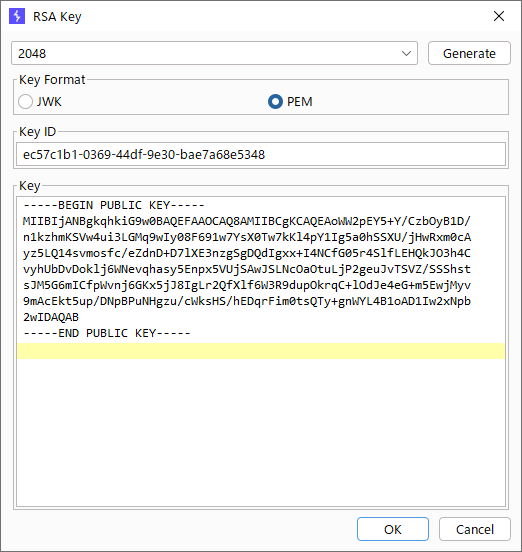 RSA Key
2048
Generate
Key Format
JWK
PEM
Key ID
ec57c1b1-0369-44df-9e30-bae7a68e5348
Key
-----BEGIN PUBLIC KEY-----
MIIBIjANBgkqhkiG9w0BAQEFAAOCAQ8AMIIBCgKCAQEAoWW2pEY5+Y/CzbOyB1D/
n1kzhmKSVw4ui3LGMq9wIy08F691w7YsX0Tw7kKl4pY1Ig5a0hSSXU/jHwRxm0cA
yz5LQ14svmosfc/eZdnD+D7lXE3nzgSgDQdIgxx+I4NCfG05r4SlfLEHQkJO3h4C
vyhUbDvDoklj6WNevqhasy5Enpx5VUjSAwJSLNcOaOtuLjP2geuJvTSVZ/SSShst
sJM5G6mICfpWvnj6GKx5jJ8IgLr2QfXlf6W3R9dupOkrqC+lOdJe4eG+m5EwjMyv
9mAcEkt5up/DNpBPuNHgzu/cWksHS/hEDqrFim0tsQTy+gnWYL4B1oAD1Iw2xNpb
2wIDAQAB
-----END PUBLIC KEY-----
OK
Cancel